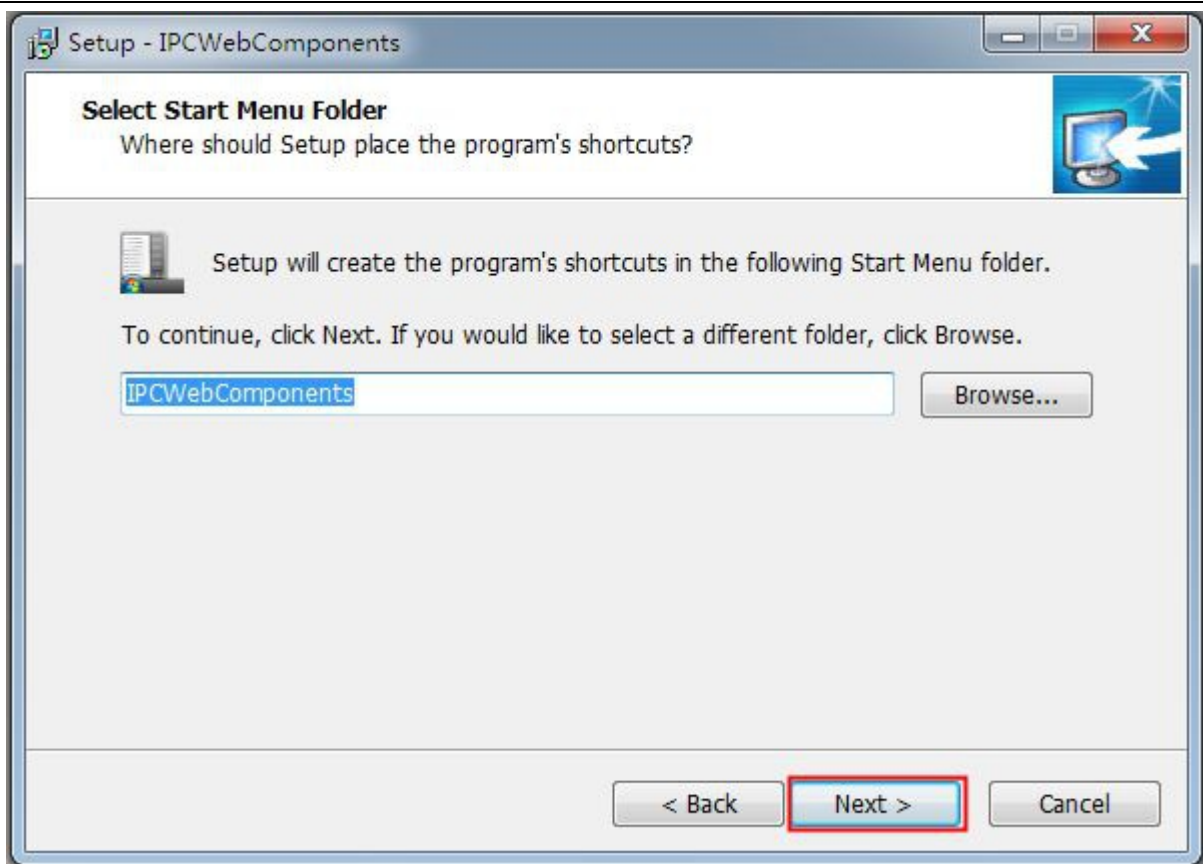 Setup - IPCWebComponents
Select Start Menu Folder
Where should Setup place the program's shortcuts?
Setup will create the program's shortcuts in the following Start Menu folder.
To continue, click Next. If you would like to select a different folder, click Browse.
IPCWebComponents
Browse...
< Back
Next >
Cancel